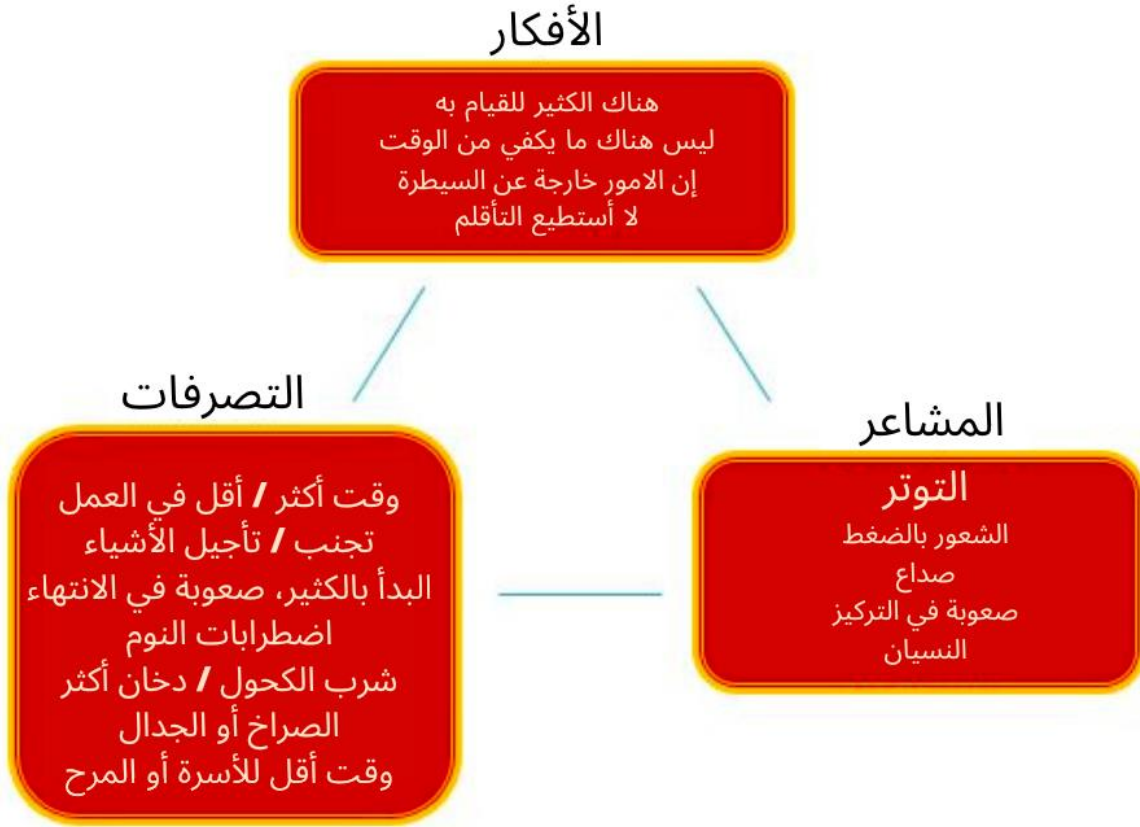 الأفكار
هناك الكثير للقيام به
ليس هناك ما يكفي من الوقت
إن الامور خارجة عن السيطرة
لا أستطيع التأقلم
المشاعر
التوتر
الشعور بالضغط
صداع
صعوبة في التركيز
النسيان
التصرفات
وقت أكثر / أقل في العمل
تجنب / تأجيل الأشياء
البدأ بالكثير، صعوبة في الانتهاء
اضطرابات النوم
شرب الكحول / دخان أكثر
الصراخ أو الجدال
وقت أقل للأسرة أو المرح